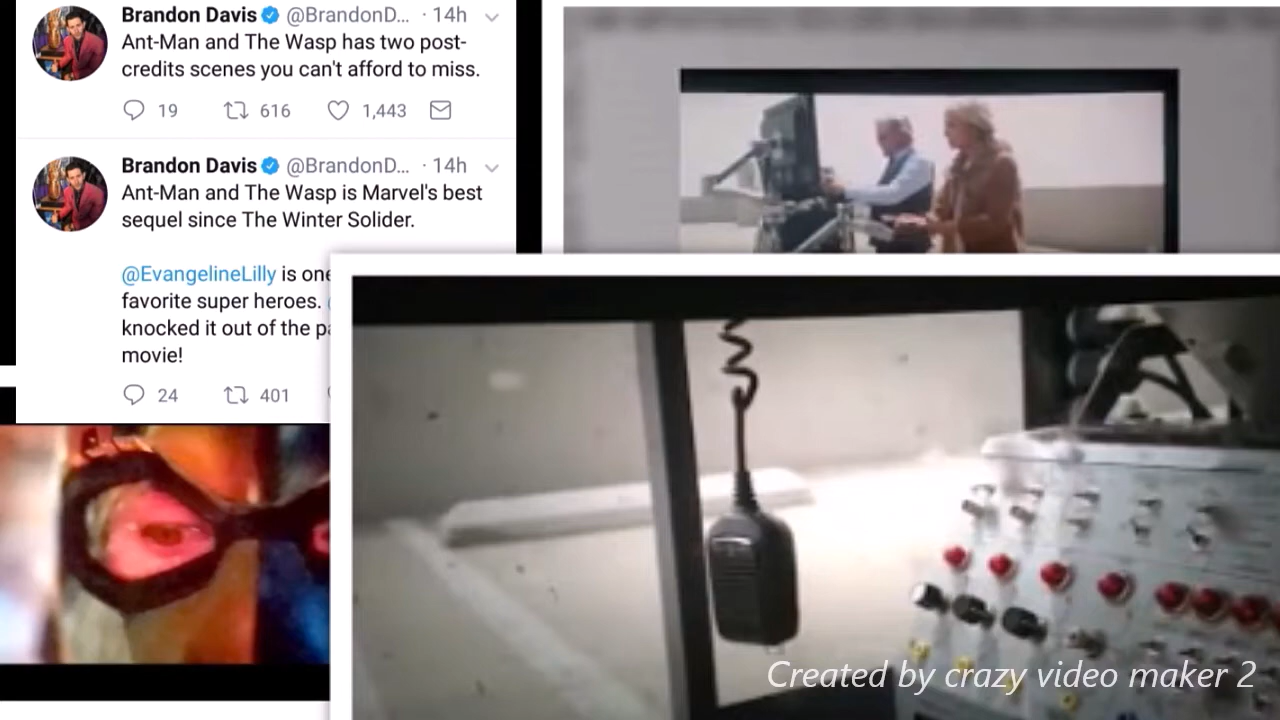 Brandon Davis @BrandonD... · 14h
Ant-Man and The Wasp has two post-
credits scenes you can't afford to miss.
19 616 1,443
Brandon Davis @BrandonD... · 14h
Ant-Man and The Wasp is Marvel's best
sequel since The Winter Solider.
@EvangelineLilly is one
favorite super heroes.
knocked it out of the pa
movie!
24 401
Created by crazy video maker 2